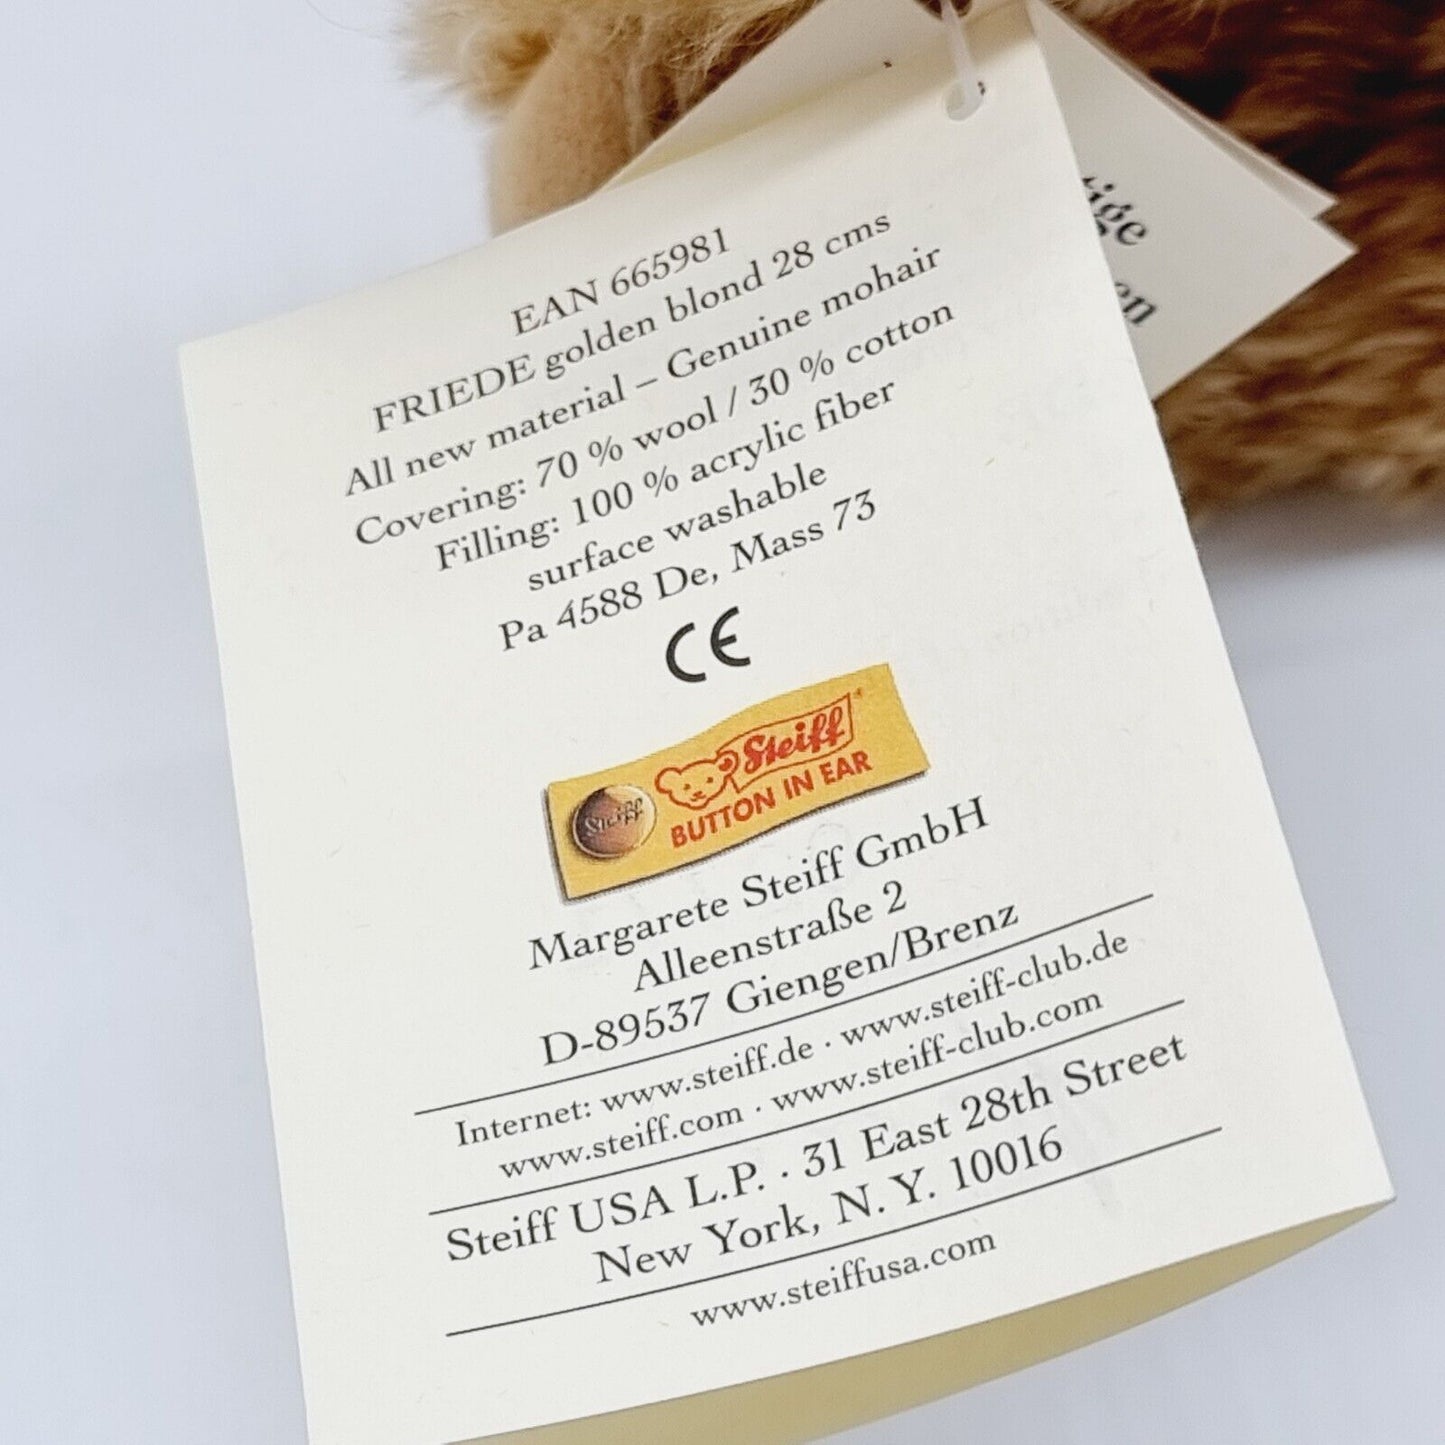 EAN 665981
FRIEDE golden blond 28 cms
All new material – Genuine mohair
Covering: 70 % wool / 30 % cotton
Filling: 100 % acrylic fiber
surface washable
Pa 4588 De, Mass 73
CE
Steiff
Steiff
BUTTON IN EAR
Margarete Steiff GmbH
Alleenstraße 2
D-89537 Giengen/Brenz
Internet: www.steiff.de · www.steiff-club.de
www.steiff.com · www.steiff-club.com
Steiff USA L.P. · 31 East 28th Street
New York, N. Y. 10016
www.steiffusa.com